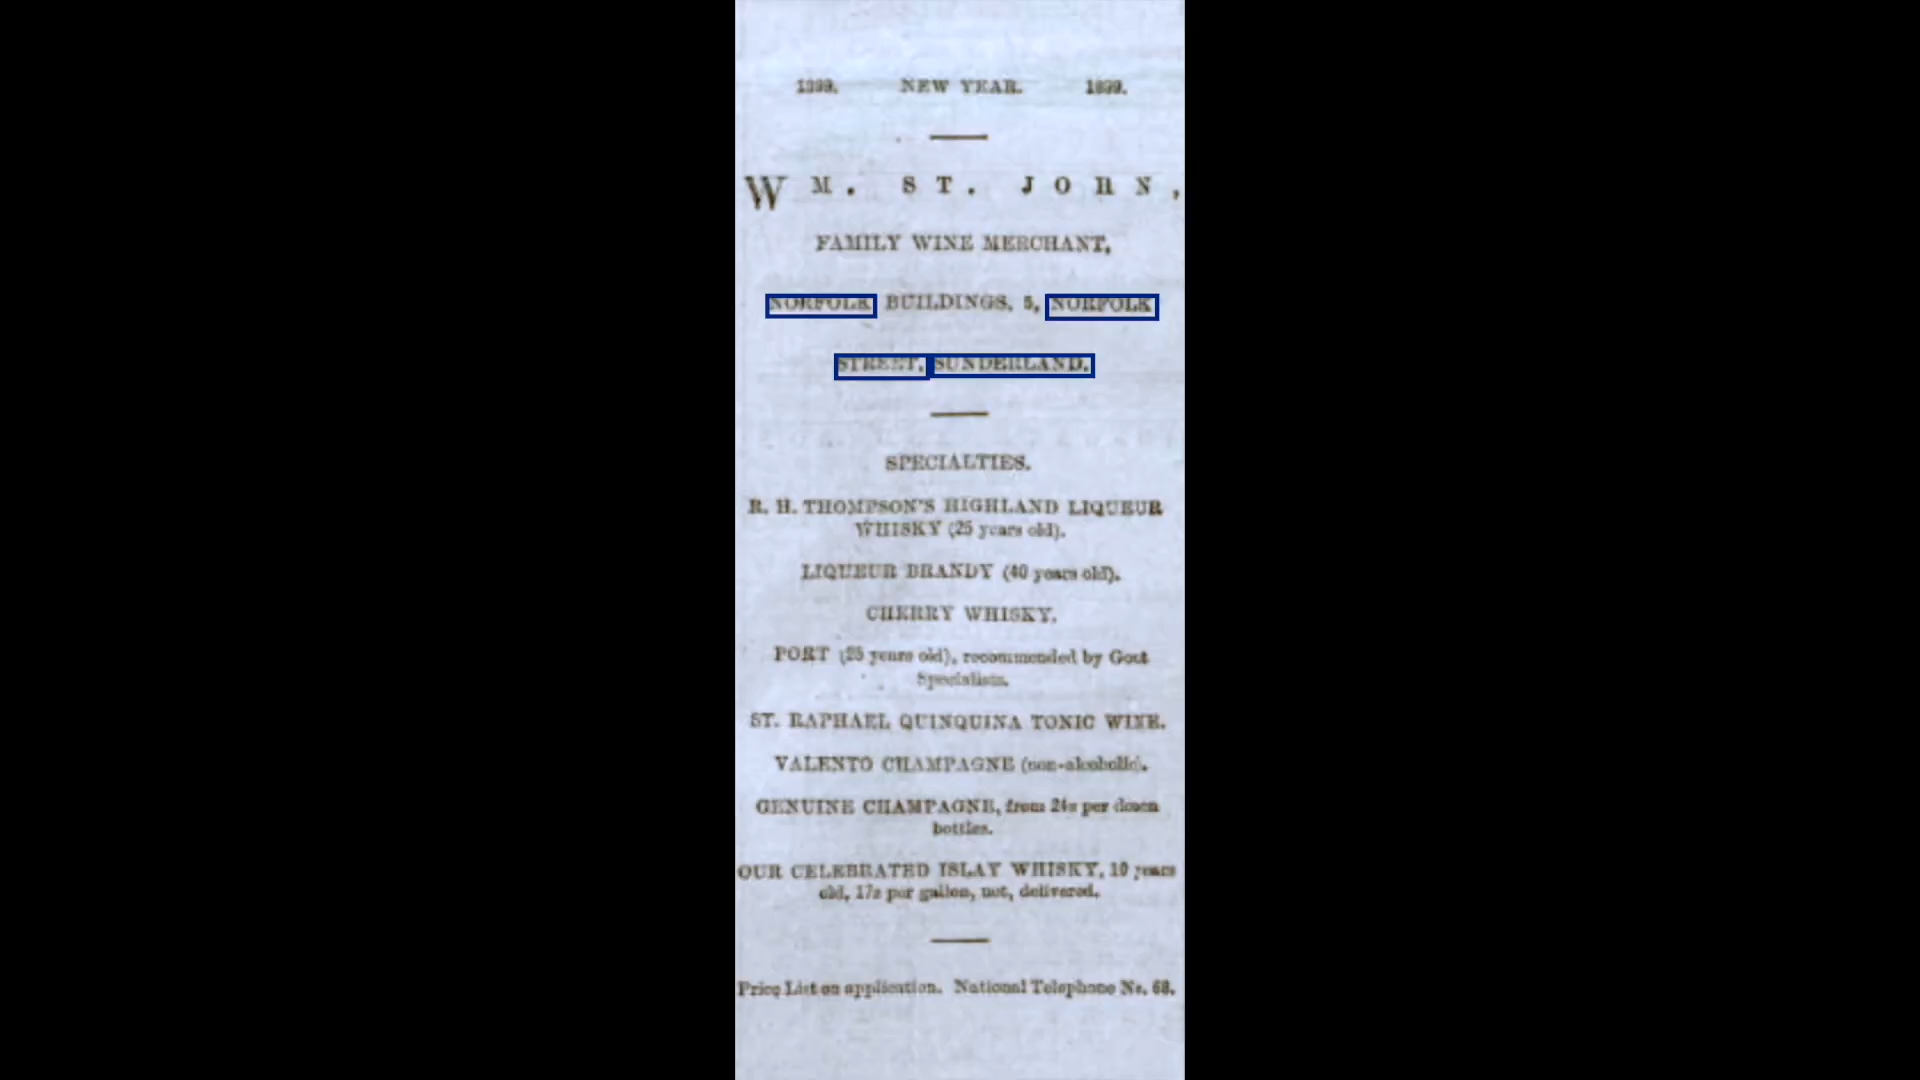 1899. NEW YEAR. 1899.
WM. ST. JOHN,
FAMILY WINE MERCHANT,
NORFOLK BUILDINGS, 5, NORFOLK
STREET, SUNDERLAND.
SPECIALTIES.
R. H. THOMPSON'S HIGHLAND LIQUEUR
WHISKY (25 years old).
LIQUEUR BRANDY (40 years old).
CHERRY WHISKY.
PORT (25 years old), recommended by Gout
Specialists.
ST. RAPHAEL QUINQUINA TONIC WINE.
VALENTO CHAMPAGNE (non-alcoholic).
GENUINE CHAMPAGNE, from 24s per dozen
bottles.
OUR CELEBRATED ISLAY WHISKY, 10 years
old, 17s per gallon, net, delivered.
Price List on application. National Telephone No. 68.